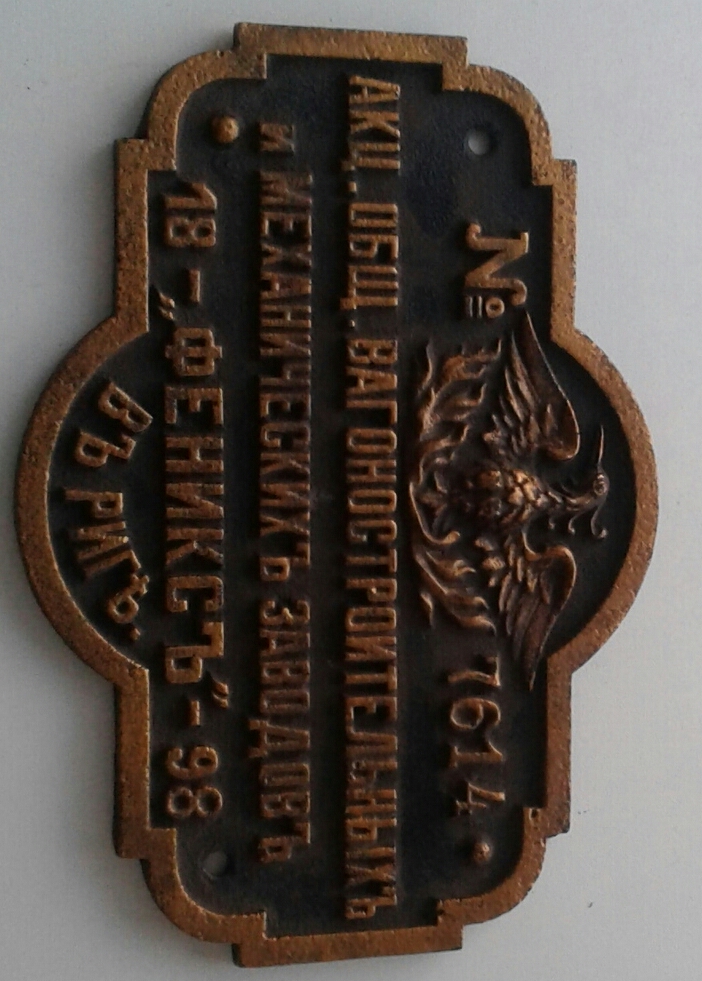 № 7614
АКЦ. ОБЩ. ВАГОНОСТРОИТЕЛЬНЫХЪ
И МЕХАНИЧЕСКИХЪ ЗАВОДОВЪ
18 – „ФЕНИКСЪ“ – 98
ВЪ РИГѢ.